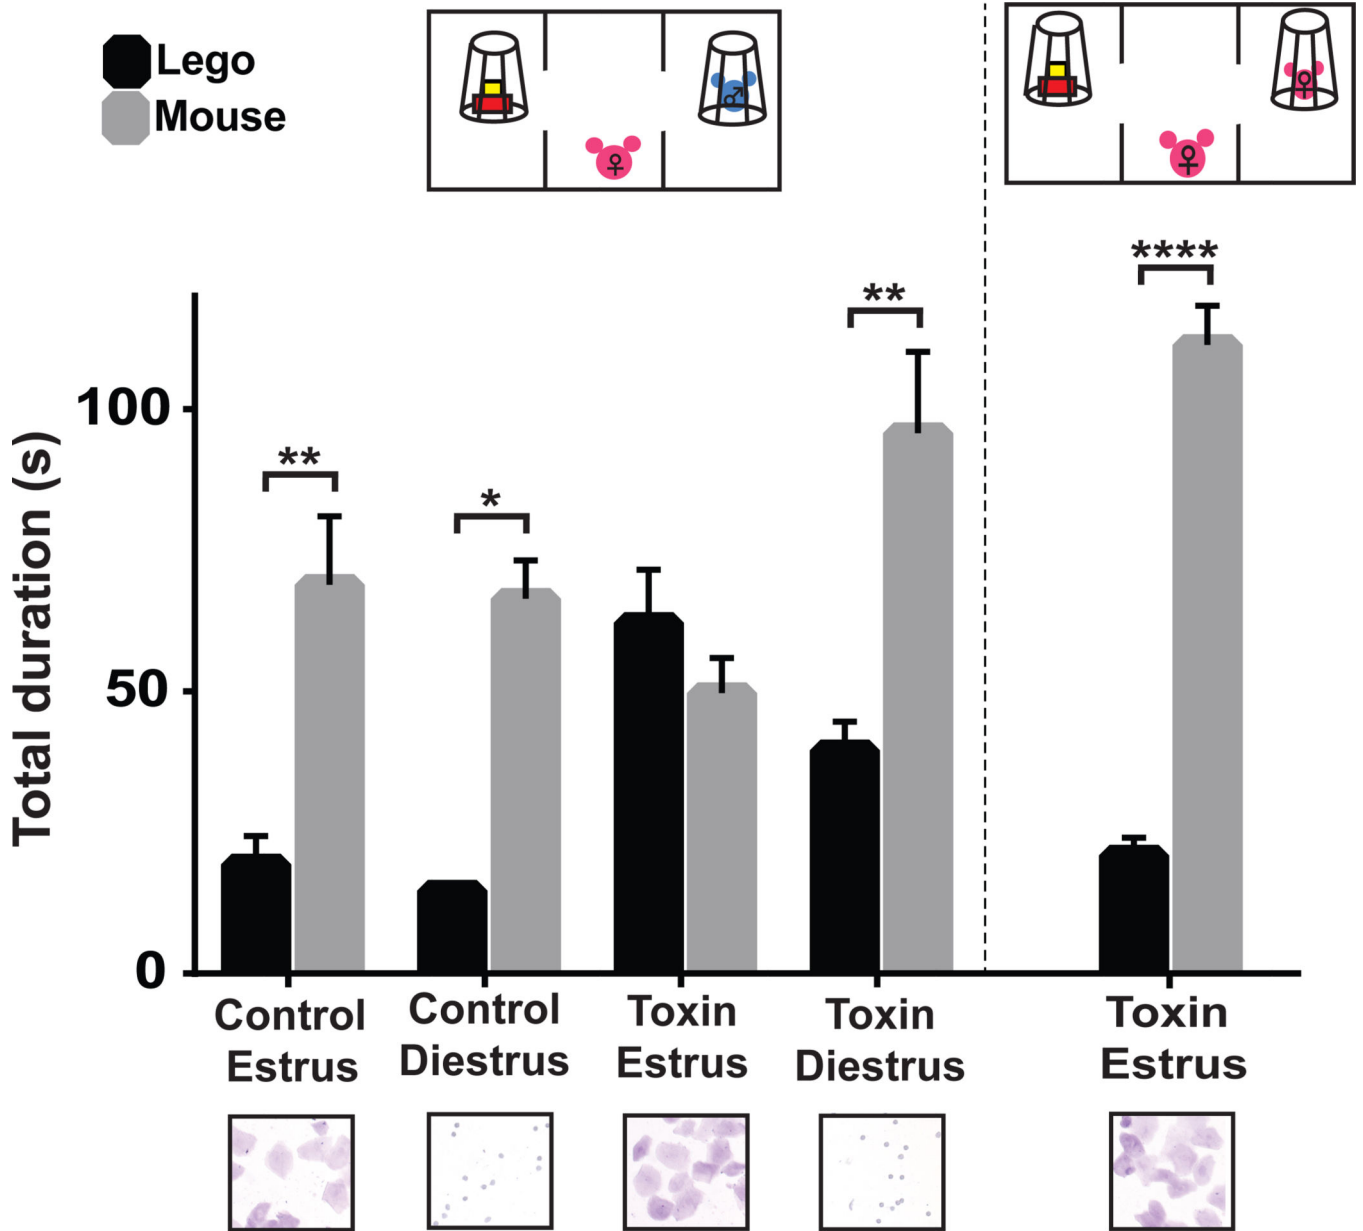 Lego
Mouse
♂
♀
♀
♀
Total duration (s)
100
50
0
**
*
**
****
Control
Estrus
Control
Diestrus
Toxin
Estrus
Toxin
Diestrus
Toxin
Estrus